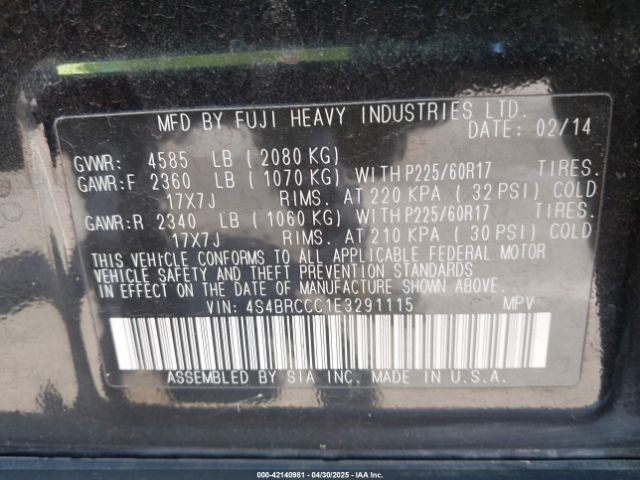 MFD BY FUJI HEAVY INDUSTRIES LTD.
DATE: 02/14
GVWR: 4585 LB (2080 KG)
GAWR:F 2360 LB (1070 KG) WITH P225/60R17 TIRES.
17X7J RIMS. AT 220 KPA (32 PSI) COLD
GAWR:R 2340 LB (1060 KG) WITH P225/60R17 TIRES.
17X7J RIMS. AT 210 KPA (30 PSI) COLD
THIS VEHICLE CONFORMS TO ALL APPLICABLE FEDERAL MOTOR
VEHICLE SAFETY AND THEFT PREVENTION STANDARDS
IN EFFECT ON THE DATE OF MANUFACTURE SHOWN ABOVE.
VIN: 4S4BRCCC1E3291115 MPV
ASSEMBLED BY SIA INC. MADE IN U.S.A.
000-42140981 - 04/30/2025 - IAA, Inc.